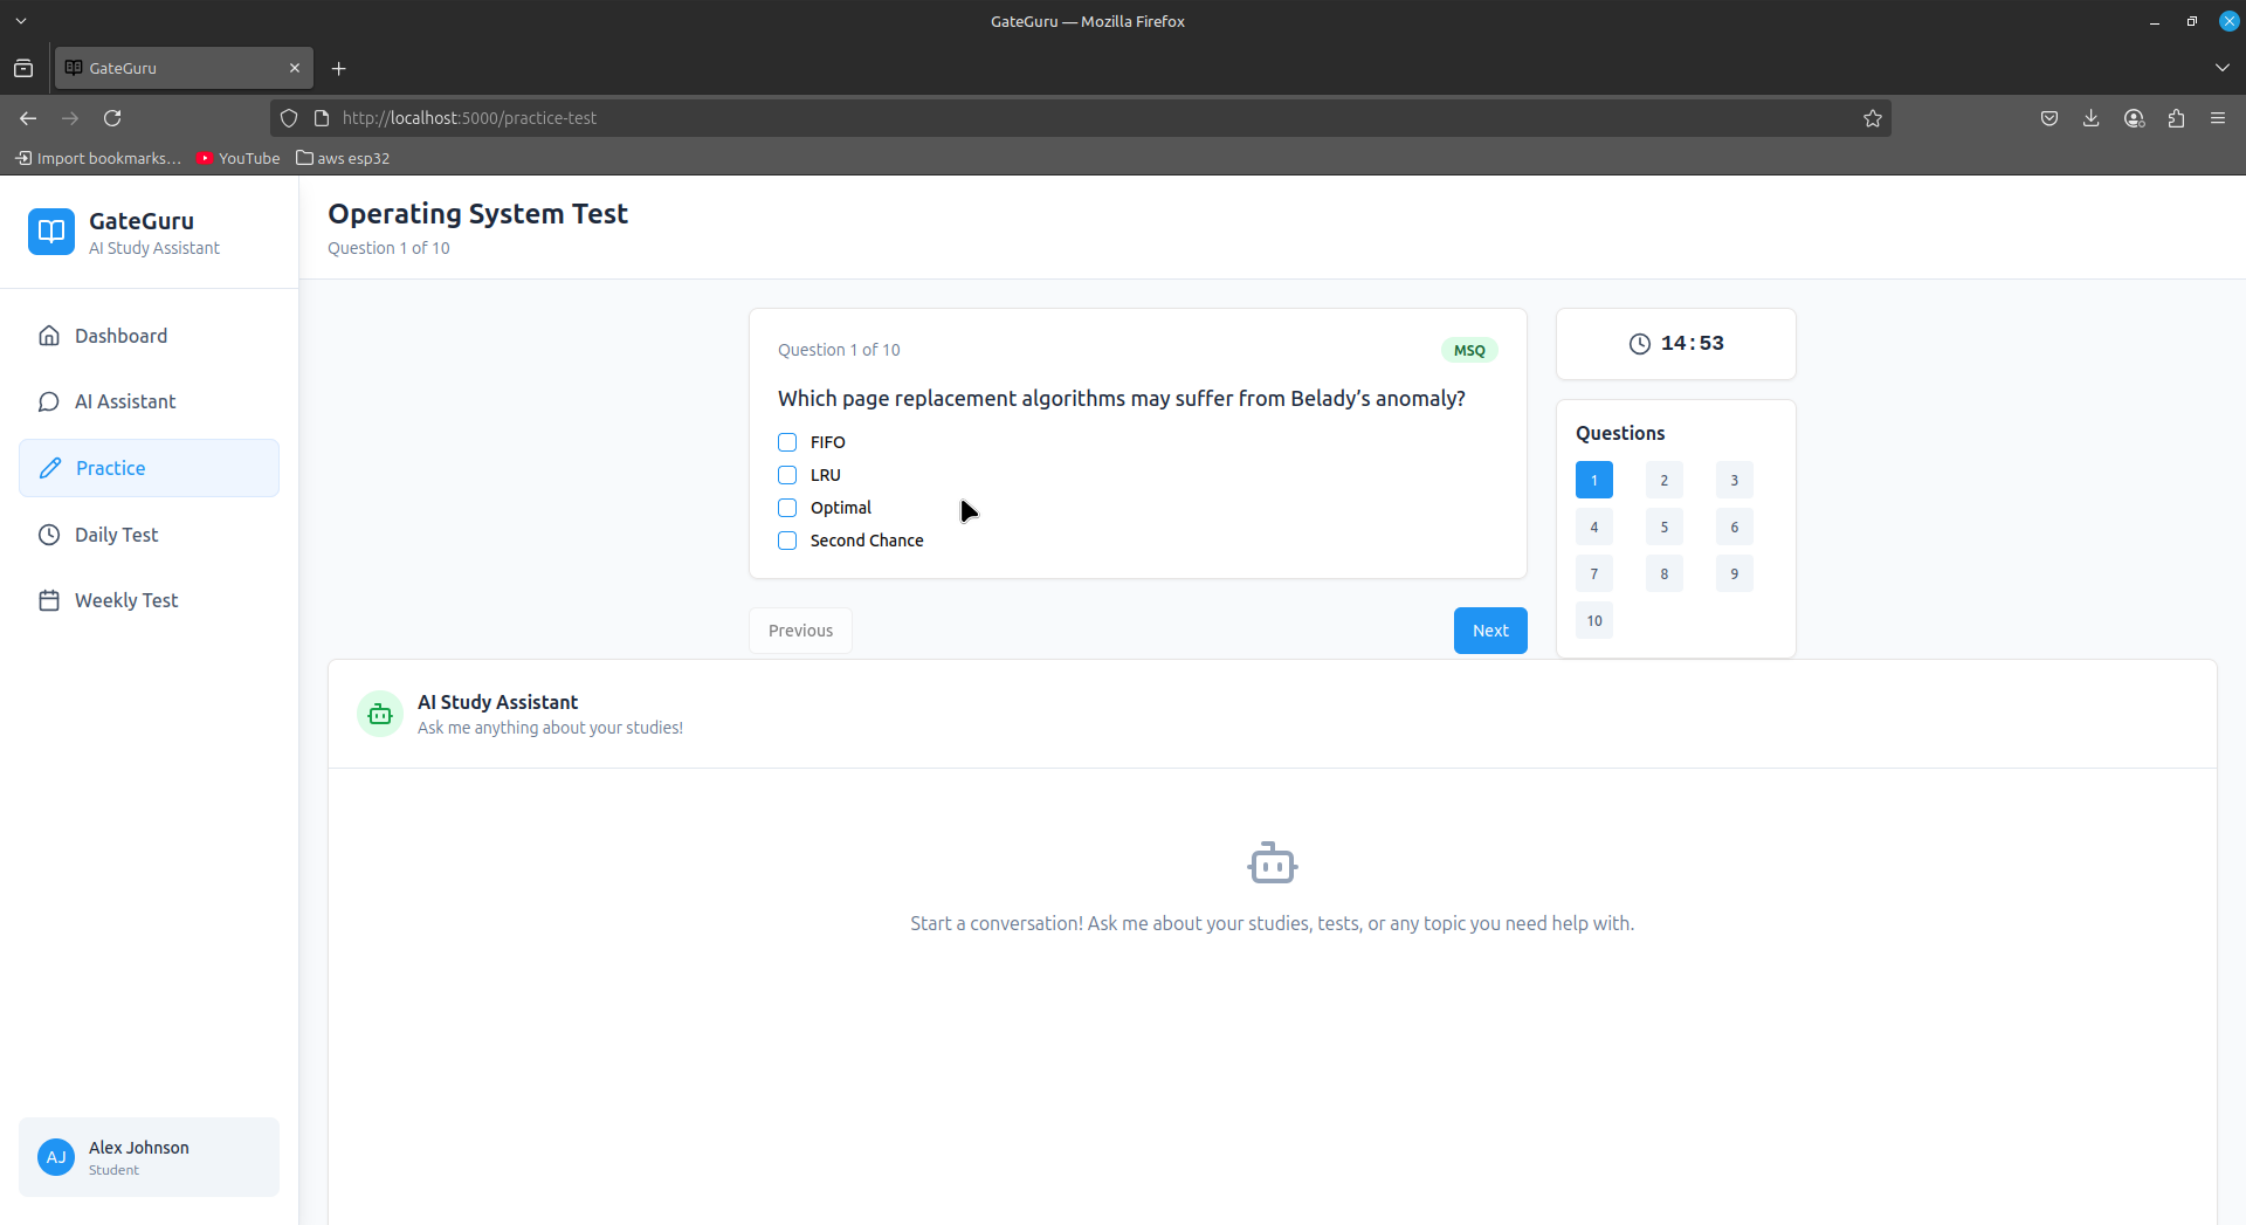 GateGuru — Mozilla Firefox
GateGuru
http://localhost:5000/practice-test
Import bookmarks…
YouTube
aws esp32
GateGuru
AI Study Assistant
Dashboard
AI Assistant
Practice
Daily Test
Weekly Test
AJ
Alex Johnson
Student
Operating System Test
Question 1 of 10
Question 1 of 10
MSQ
Which page replacement algorithms may suffer from Belady’s anomaly?
FIFO
LRU
Optimal
Second Chance
Previous
Next
14:53
Questions
1 2 3
4 5 6
7 8 9
10
AI Study Assistant
Ask me anything about your studies!
Start a conversation! Ask me about your studies, tests, or any topic you need help with.